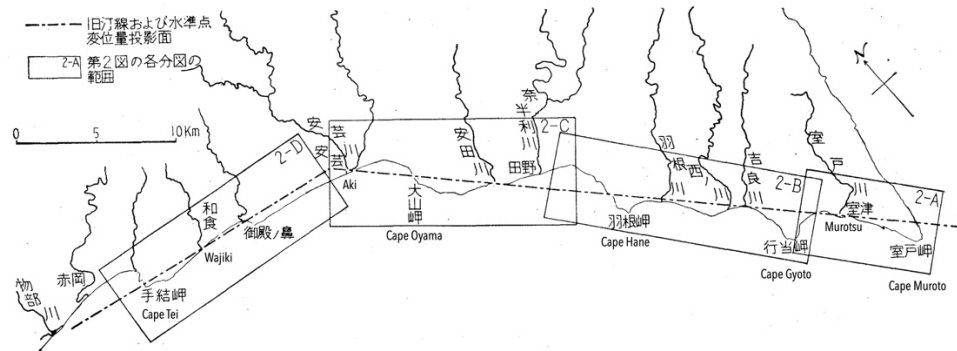 旧汀線および水準点
変位量投影面
2-A 第2図の各分図の
範囲
0 5 10 Km
N
2-D
2-C
2-B
2-A
物部川
赤岡
手結岬
Cape Tei
和食
Wajiki
御殿ノ鼻
安芸川
安芸
Aki
大山岬
Cape Oyama
安田川
奈半利川
田野
羽根岬
Cape Hane
羽根川
西ノ川
吉良川
行当岬
Cape Gyoto
室戸川
室津
Murotsu
室戸岬
Cape Muroto